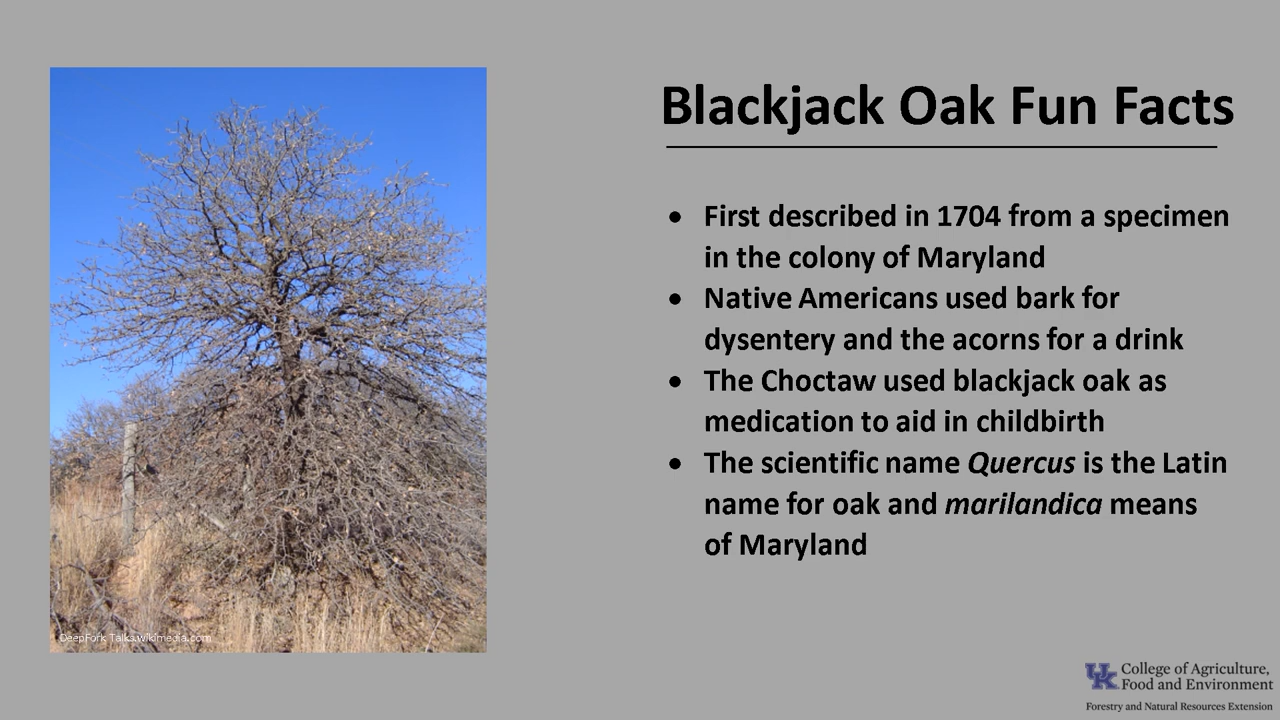 Blackjack Oak Fun Facts
• First described in 1704 from a specimen
in the colony of Maryland
• Native Americans used bark for
dysentery and the acorns for a drink
• The Choctaw used blackjack oak as
medication to aid in childbirth
• The scientific name Quercus is the Latin
name for oak and marilandica means
of Maryland
DeepFork Talks.wikimedia.com
UK College of Agriculture,
Food and Environment
Forestry and Natural Resources Extension